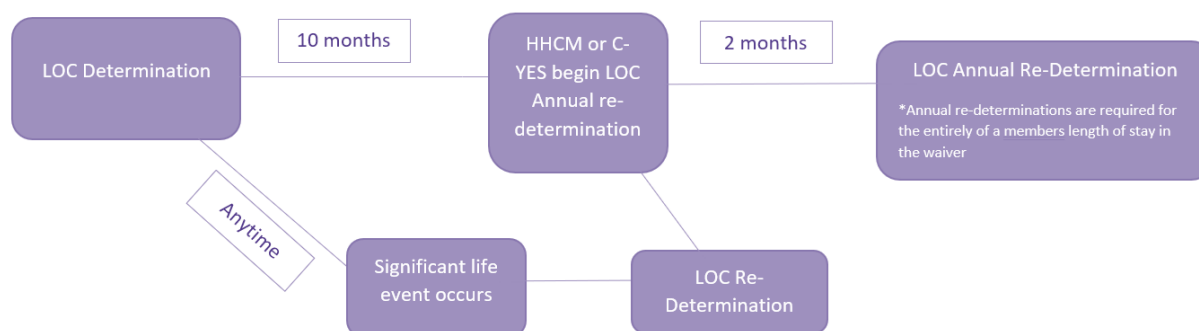 LOC Determination
10 months
HHCM or C-
YES begin LOC
Annual re-
determination
2 months
LOC Annual Re-Determination
*Annual re-determinations are required for
the entirely of a members length of stay in
the waiver
Anytime
Significant life
event occurs
LOC Re-
Determination